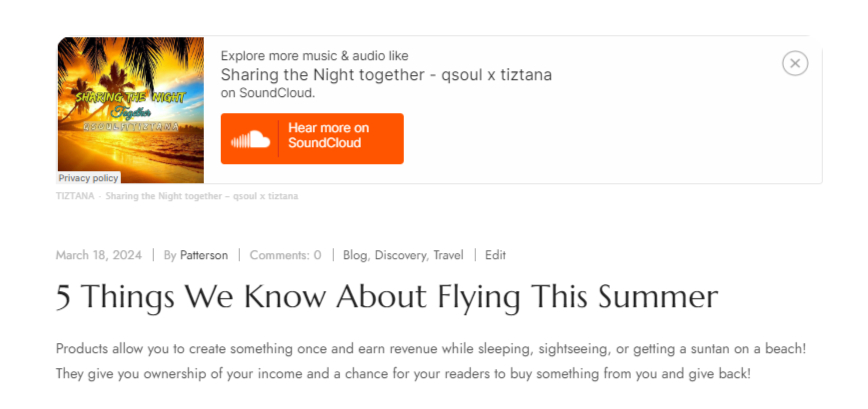 Explore more music & audio like
Sharing the Night together - qsoul x tiztana
on SoundCloud.
SHARING THE NIGHT
Together
QSOUL x TIZTANA
Hear more on
SoundCloud
Privacy policy
TIZTANA · Sharing the Night together – qsoul x tiztana
March 18, 2024 | By Patterson | Comments: 0 | Blog, Discovery, Travel | Edit
5 Things We Know About Flying This Summer
Products allow you to create something once and earn revenue while sleeping, sightseeing, or getting a suntan on a beach!
They give you ownership of your income and a chance for your readers to buy something from you and give back!